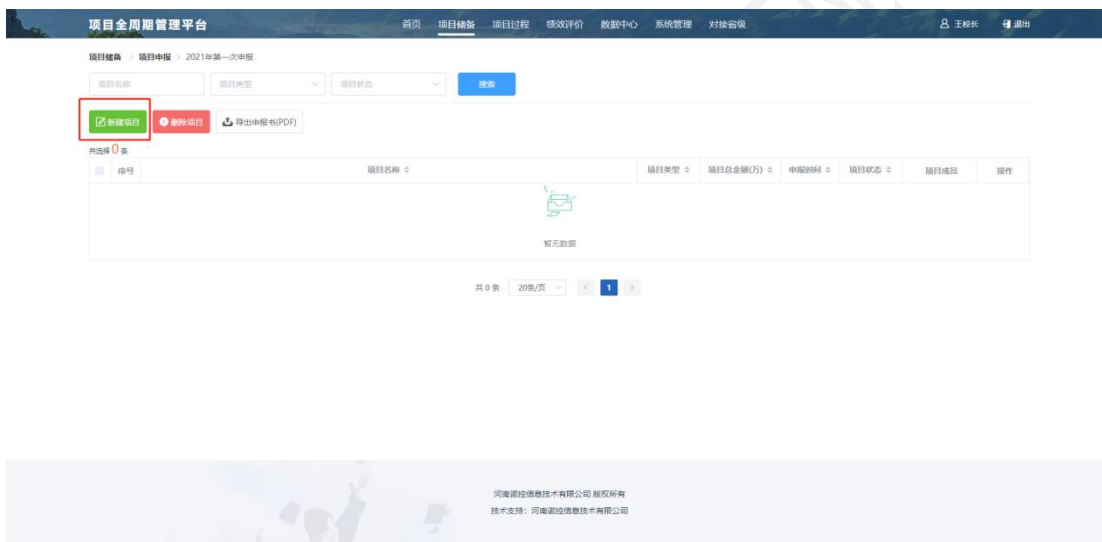 项目全周期管理平台 首页 项目储备 项目过程 绩效评价 数据中心 系统管理 对接省级 王校长 退出
项目储备 > 项目申报 > 2021年第一次申报
项目名称 项目类型 项目状态 搜索
新建项目 删除项目 导出申报书(PDF)
共选择 0 条
序号 项目名称 项目类型 项目总金额(万) 申报时间 项目状态 项目成员 操作
暂无数据
共 0 条 20条/页 < 1 >
河南诺控信息技术有限公司 版权所有
技术支持：河南诺控信息技术有限公司